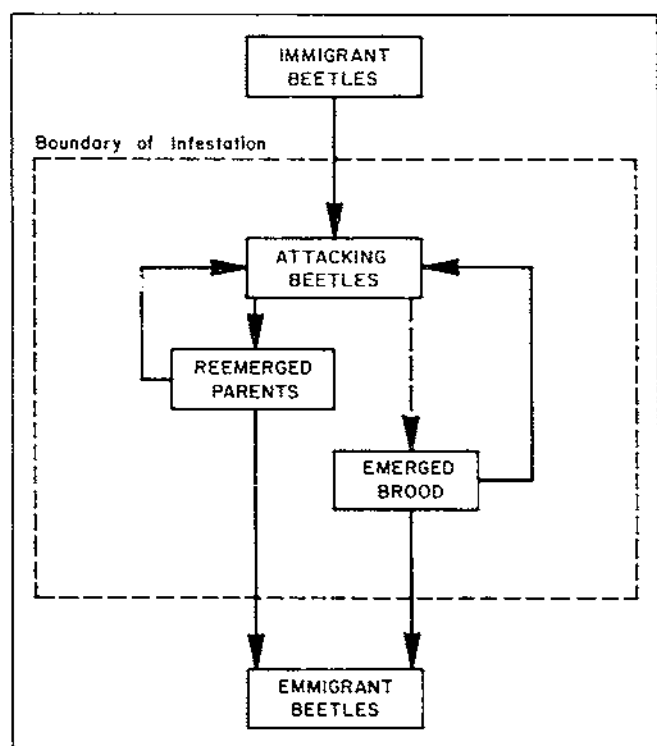 IMMIGRANT
BEETLES
Boundary of Infestation
ATTACKING
BEETLES
REEMERGED
PARENTS
EMERGED
BROOD
EMMIGRANT
BEETLES